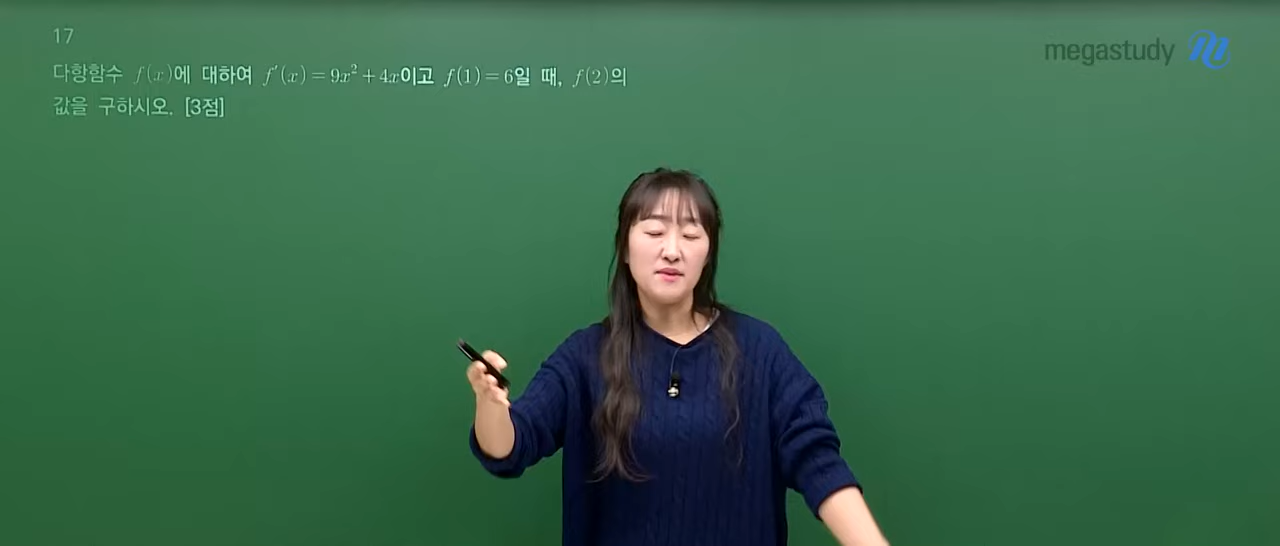 17
다항함수 f(x)에 대하여 f′(x) = 9x² + 4x이고 f(1) = 6일 때, f(2)의
값을 구하시오. [3점]
megastudy